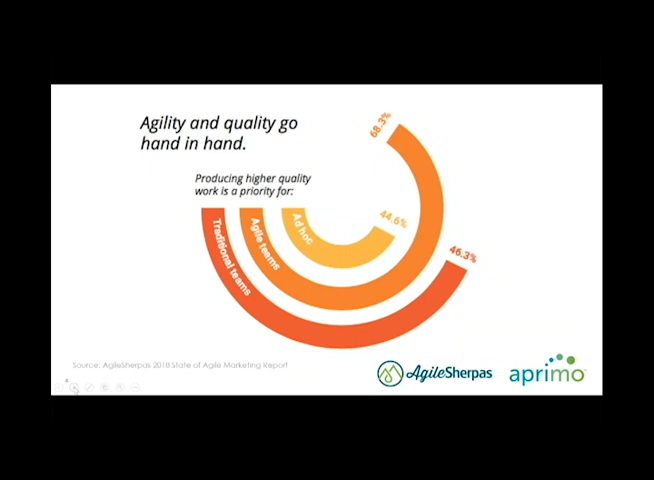 Agility and quality go
hand in hand.
Producing higher quality
work is a priority for:
Traditional teams
Agile teams
Ad hoc
68.3%
44.6%
46.3%
Source: AgileSherpas 2018 State of Agile Marketing Report
AgileSherpas
aprimo